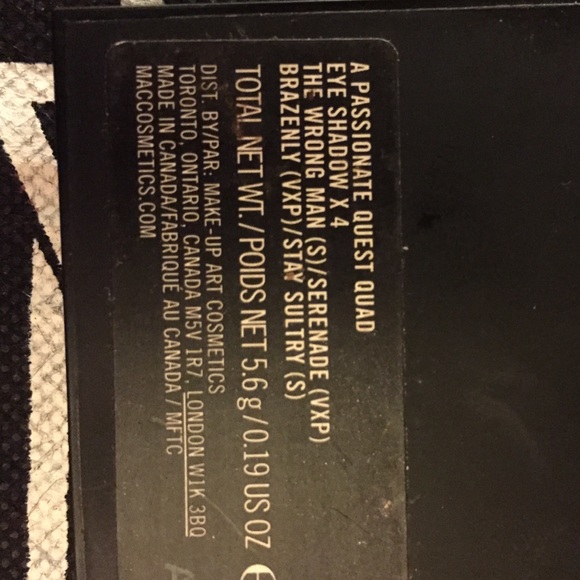 A PASSIONATE QUEST QUAD
EYE SHADOW X 4
THE WRONG MAN (S)/SERENADE (VXP)
BRAZENLY (VXP)/STAY SULTRY (S)
TOTAL NET WT./POIDS NET 5.6 g/0.19 US OZ
DIST. BY/PAR: MAKE-UP ART COSMETICS
TORONTO, ONTARIO, CANADA M5V 1R7, LONDON W1K 3BQ
MADE IN CANADA/FABRIQUÉ AU CANADA / MFTC
MACCOSMETICS.COM